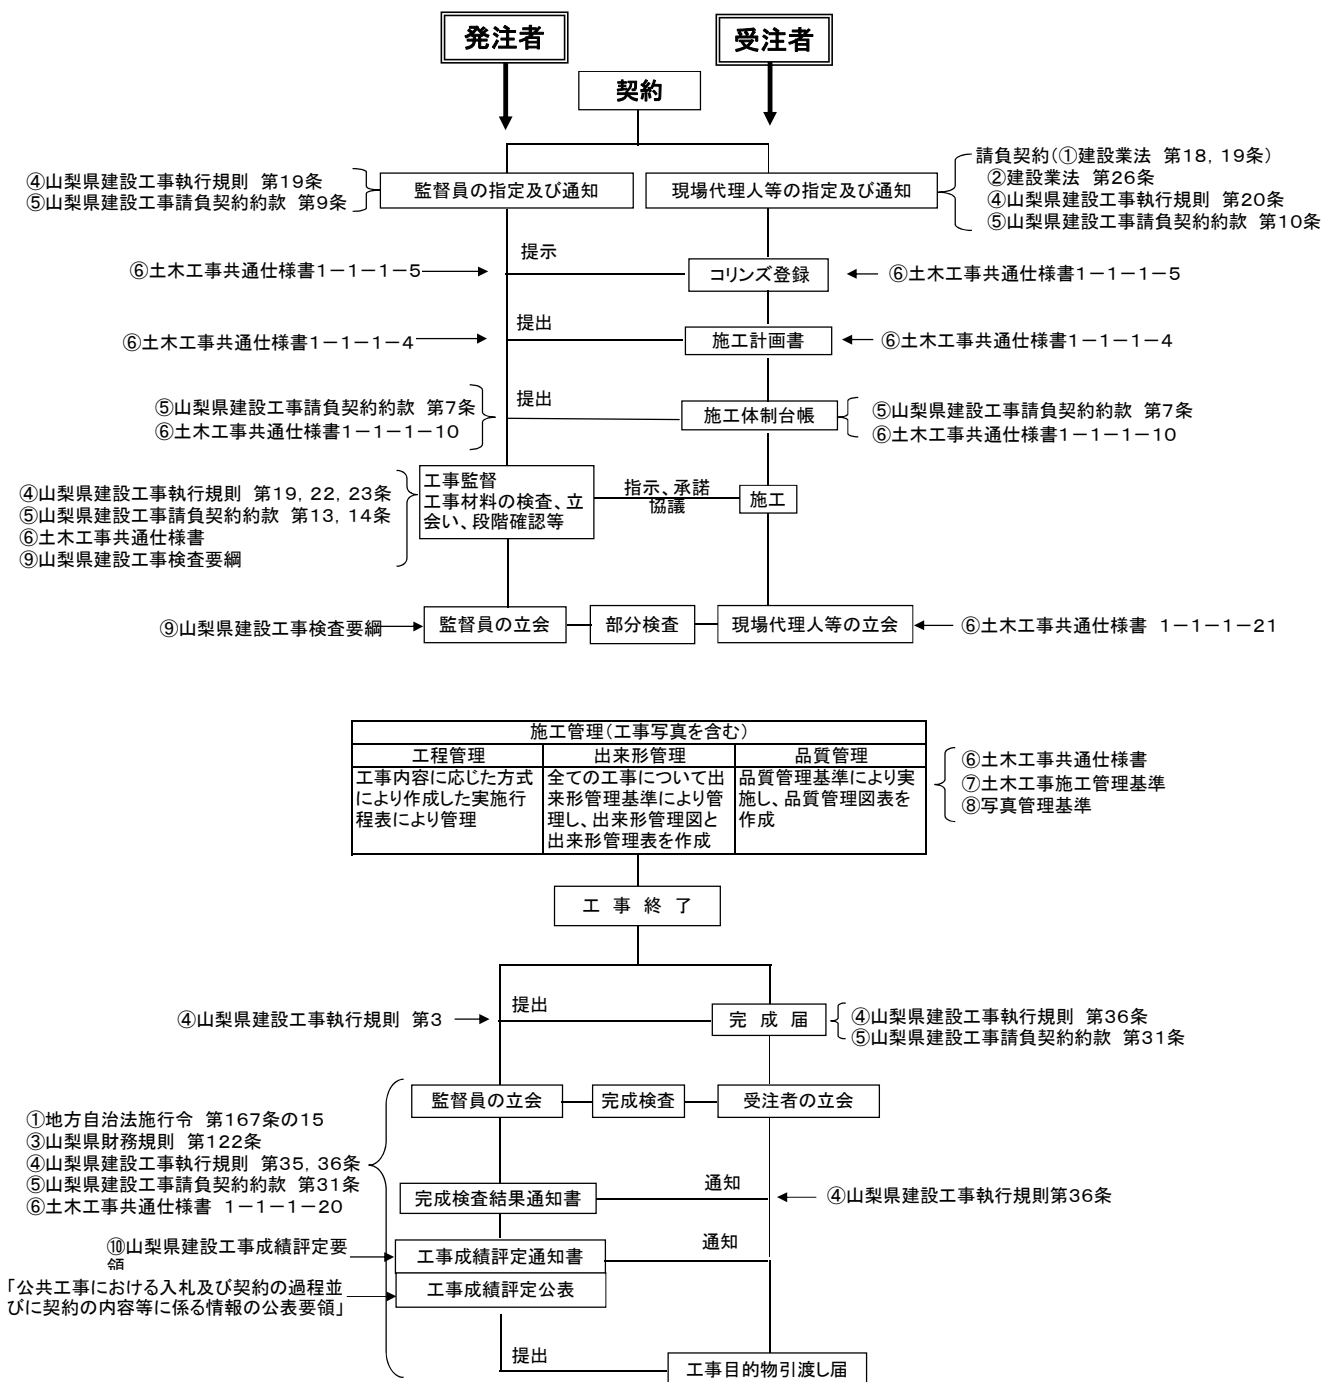 発注者
受注者
契約
④山梨県建設工事執行規則 第19条
⑤山梨県建設工事請負契約約款 第9条
監督員の指定及び通知
現場代理人等の指定及び通知
請負契約(①建設業法 第18, 19条)
②建設業法 第26条
④山梨県建設工事執行規則 第20条
⑤山梨県建設工事請負契約約款 第10条
提示
⑥土木工事共通仕様書1-1-1-5
コリンズ登録
⑥土木工事共通仕様書1-1-1-5
提出
⑥土木工事共通仕様書1-1-1-4
施工計画書
⑥土木工事共通仕様書1-1-1-4
提出
⑤山梨県建設工事請負契約約款 第7条
⑥土木工事共通仕様書1-1-1-10
施工体制台帳
⑤山梨県建設工事請負契約約款 第7条
⑥土木工事共通仕様書1-1-1-10
④山梨県建設工事執行規則 第19, 22, 23条
⑤山梨県建設工事請負契約約款 第13, 14条
⑥土木工事共通仕様書
⑨山梨県建設工事検査要綱
工事監督
工事材料の検査、立
会い、段階確認等
指示、承諾
協議
施工
⑨山梨県建設工事検査要綱
監督員の立会
部分検査
現場代理人等の立会
⑥土木工事共通仕様書 1-1-1-21
施工管理(工事写真を含む)
工程管理
出来形管理
品質管理
工事内容に応じた方式
により作成した実施行
程表により管理
全ての工事について出
来形管理基準により管
理し、出来形管理図と
出来形管理表を作成
品質管理基準により実
施し、品質管理図表を
作成
⑥土木工事共通仕様書
⑦土木工事施工管理基準
⑧写真管理基準
工 事 終 了
提出
④山梨県建設工事執行規則 第3
完 成 届
④山梨県建設工事執行規則 第36条
⑤山梨県建設工事請負契約約款 第31条
監督員の立会
完成検査
受注者の立会
①地方自治法施行令 第167条の15
③山梨県財務規則 第122条
④山梨県建設工事執行規則 第35, 36条
⑤山梨県建設工事請負契約約款 第31条
⑥土木工事共通仕様書 1-1-1-20
完成検査結果通知書
通知
④山梨県建設工事執行規則第36条
⑩山梨県建設工事成績評定要
領
工事成績評定通知書
通知
「公共工事における入札及び契約の過程並
びに契約の内容等に係る情報の公表要領」
工事成績評定公表
提出
工事目的物引渡し届